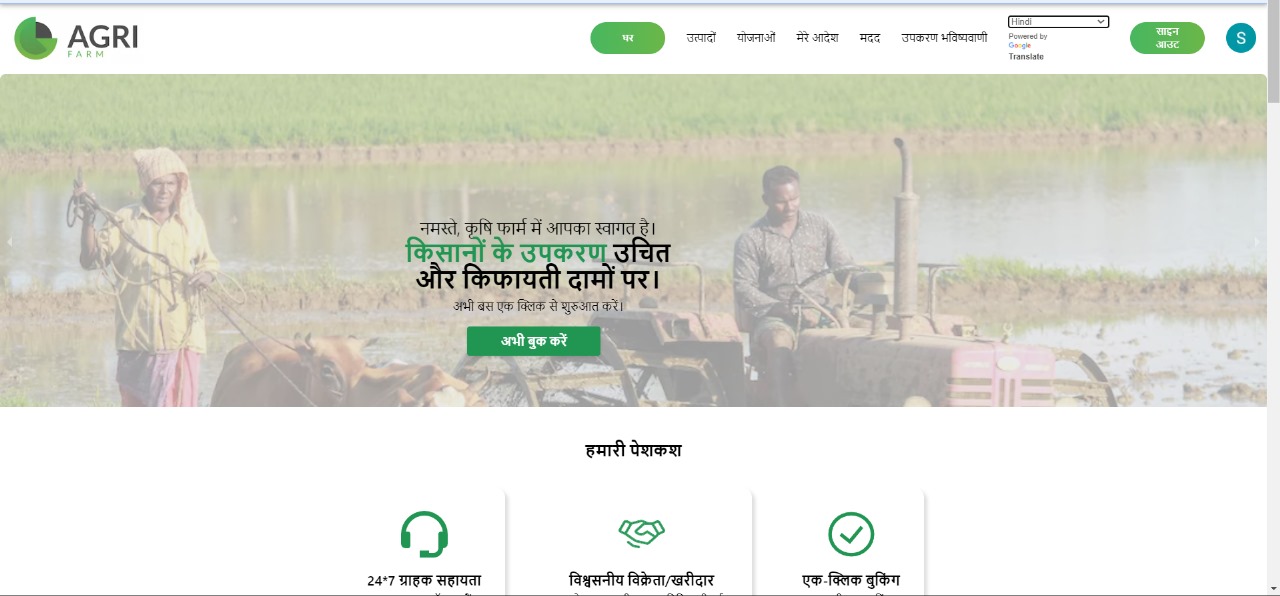 AGRI
FARM
घर
उत्पादों
योजनाओं
मेरे आदेश
मदद
उपकरण भविष्यवाणी
Hindi
Powered by
Google
Translate
साइन
आउट
S
नमस्ते, कृषि फार्म में आपका स्वागत है।
किसानों के उपकरण उचित
और किफायती दामों पर।
अभी बस एक क्लिक से शुरुआत करें।
अभी बुक करें
हमारी पेशकश
24*7 ग्राहक सहायता
विश्वसनीय विक्रेता/खरीदार
एक-क्लिक बुकिंग